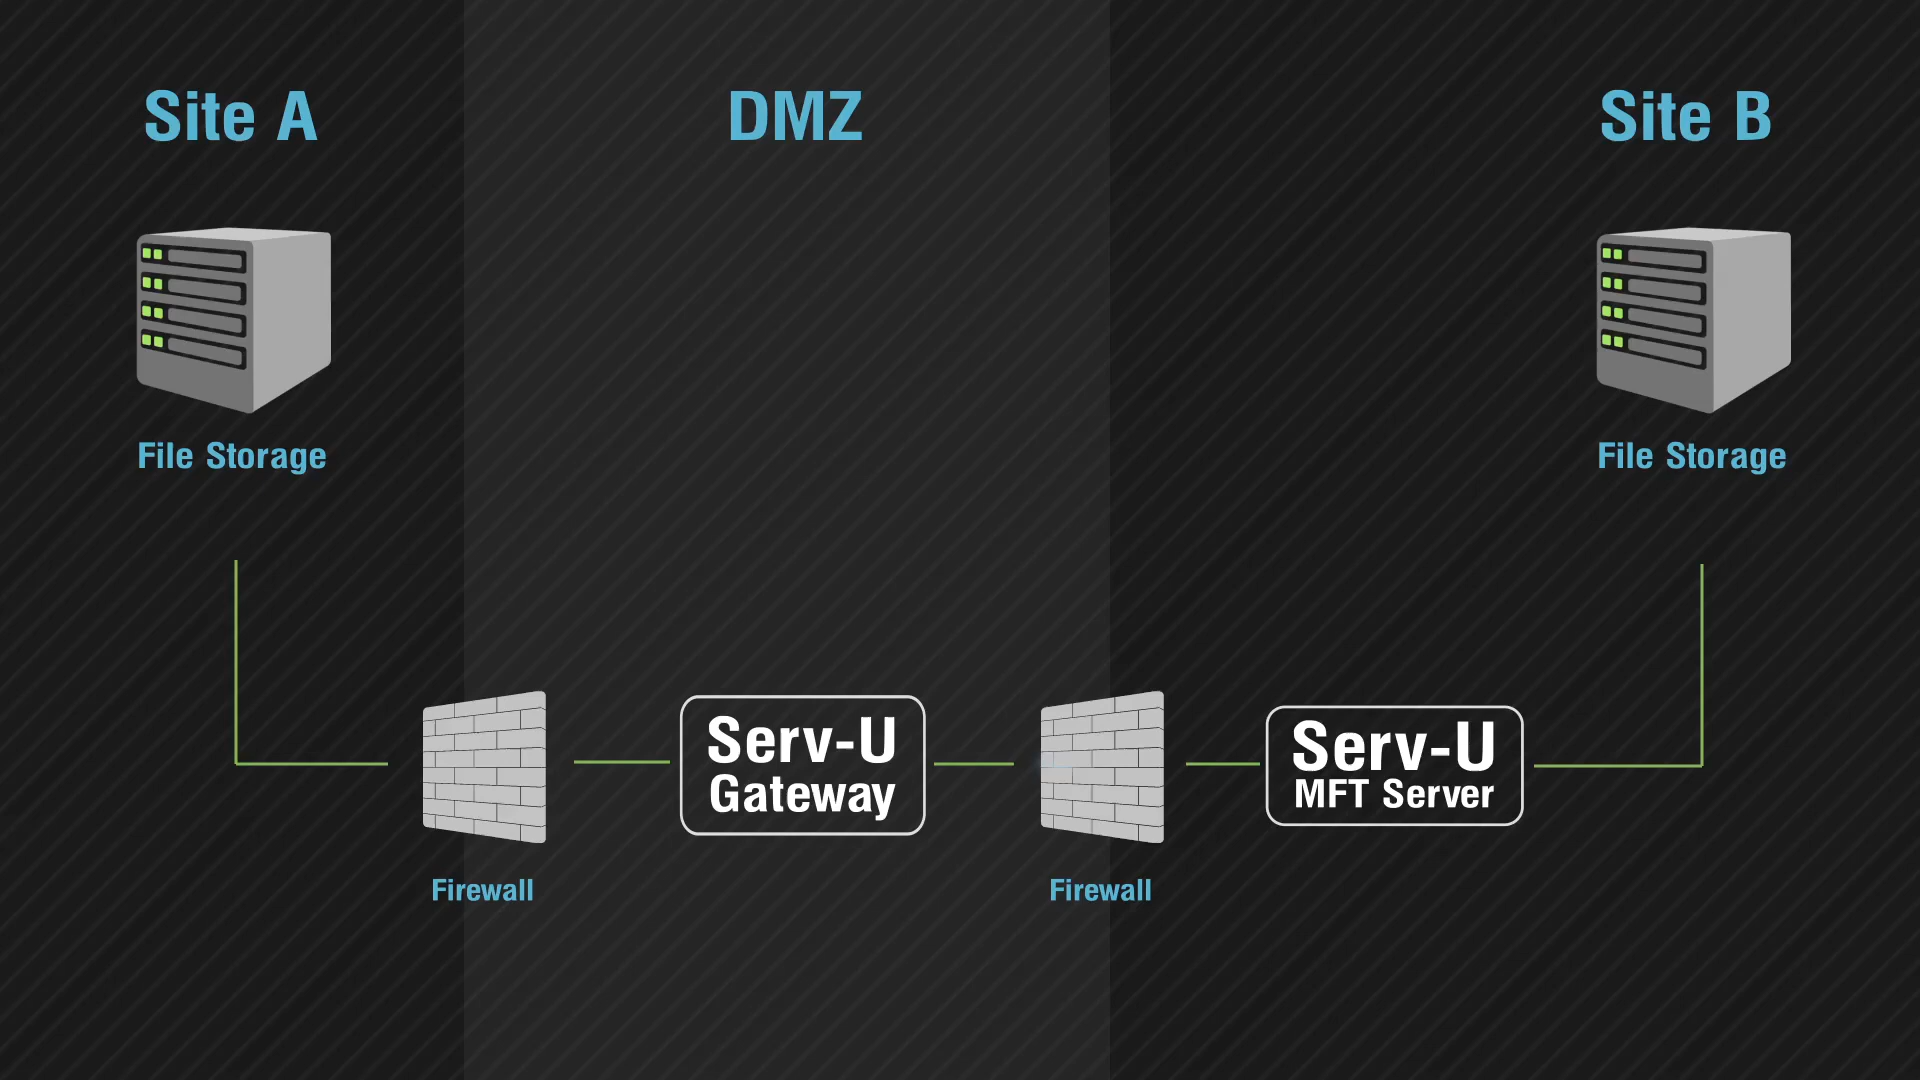 Site A
DMZ
Site B
File Storage
File Storage
Serv-U
Gateway
Serv-U
MFT Server
Firewall
Firewall